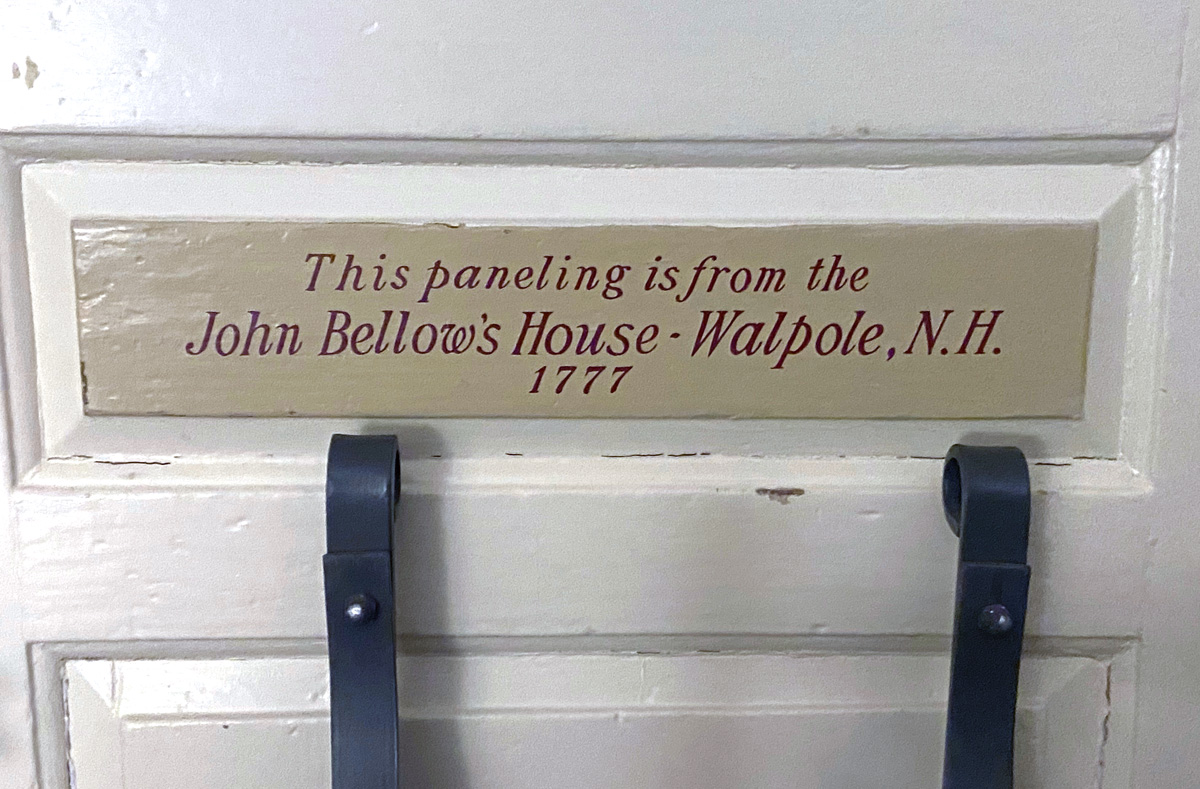 This paneling is from the
John Bellow's House - Walpole, N.H.
1777